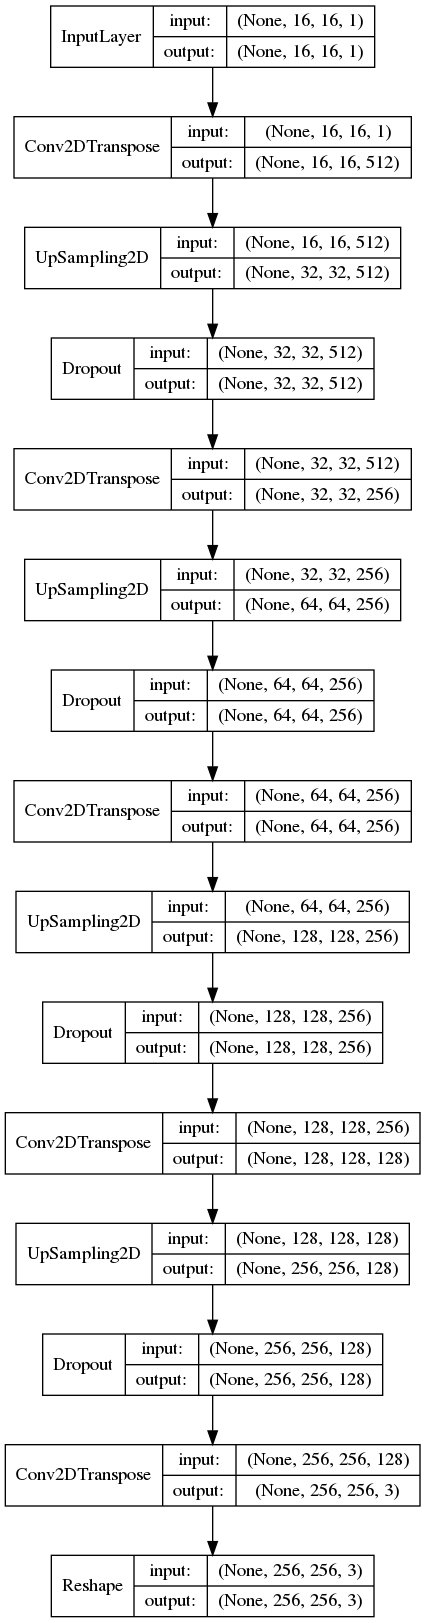 InputLayer input: (None, 16, 16, 1)
output: (None, 16, 16, 1)
Conv2DTranspose input: (None, 16, 16, 1)
output: (None, 16, 16, 512)
UpSampling2D input: (None, 16, 16, 512)
output: (None, 32, 32, 512)
Dropout input: (None, 32, 32, 512)
output: (None, 32, 32, 512)
Conv2DTranspose input: (None, 32, 32, 512)
output: (None, 32, 32, 256)
UpSampling2D input: (None, 32, 32, 256)
output: (None, 64, 64, 256)
Dropout input: (None, 64, 64, 256)
output: (None, 64, 64, 256)
Conv2DTranspose input: (None, 64, 64, 256)
output: (None, 64, 64, 256)
UpSampling2D input: (None, 64, 64, 256)
output: (None, 128, 128, 256)
Dropout input: (None, 128, 128, 256)
output: (None, 128, 128, 256)
Conv2DTranspose input: (None, 128, 128, 256)
output: (None, 128, 128, 128)
UpSampling2D input: (None, 128, 128, 128)
output: (None, 256, 256, 128)
Dropout input: (None, 256, 256, 128)
output: (None, 256, 256, 128)
Conv2DTranspose input: (None, 256, 256, 128)
output: (None, 256, 256, 3)
Reshape input: (None, 256, 256, 3)
output: (None, 256, 256, 3)